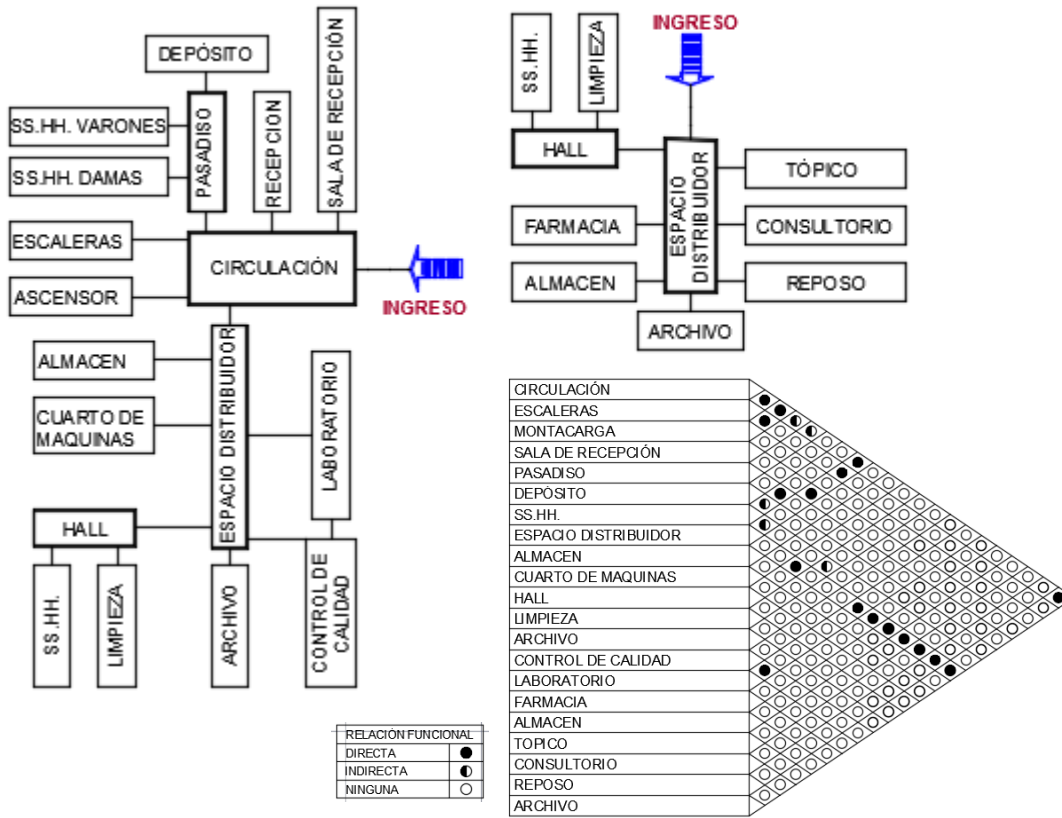 DEPÓSITO
SS.HH. VARONES
SS.HH. DAMAS
PASADISO
RECEPCION
SALA DE RECEPCIÓN
ESCALERAS
ASCENSOR
CIRCULACIÓN
INGRESO
ALMACEN
CUARTO DE
MAQUINAS
ESPACIO DISTRIBUIDOR
LABORATORIO
HALL
SS.HH.
LIMPIEZA
ARCHIVO
CONTROL DE
CALIDAD
INGRESO
SS.HH.
LIMPIEZA
HALL
ESPACIO
DISTRIBUIDOR
TÓPICO
FARMACIA
CONSULTORIO
ALMACEN
REPOSO
ARCHIVO
CIRCULACIÓN
ESCALERAS
MONTACARGA
SALA DE RECEPCIÓN
PASADISO
DEPÓSITO
SS.HH.
ESPACIO DISTRIBUIDOR
ALMACEN
CUARTO DE MAQUINAS
HALL
LIMPIEZA
ARCHIVO
CONTROL DE CALIDAD
LABORATORIO
FARMACIA
ALMACEN
TOPICO
CONSULTORIO
REPOSO
ARCHIVO
RELACIÓN FUNCIONAL
DIRECTA
INDIRECTA
NINGUNA